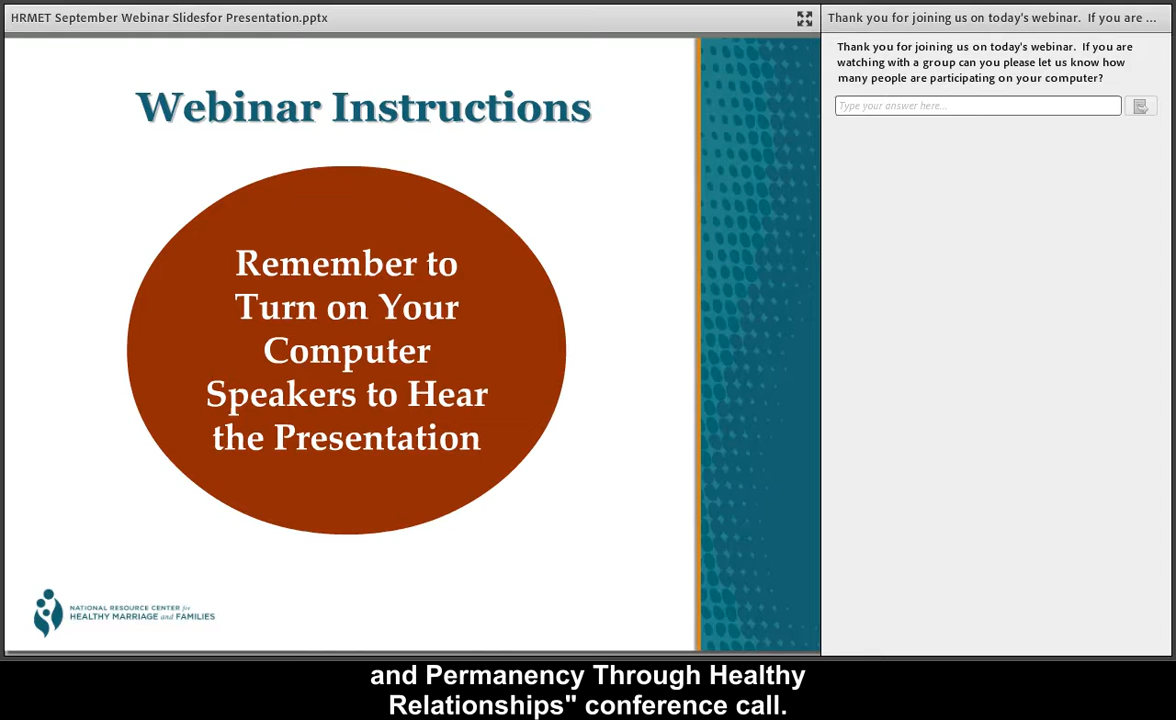 HRMET September Webinar Slidesfor Presentation.pptx
Webinar Instructions
Remember to
Turn on Your
Computer
Speakers to Hear
the Presentation
NATIONAL RESOURCE CENTER for
HEALTHY MARRIAGE and FAMILIES
Thank you for joining us on today's webinar.  If you are ...
Thank you for joining us on today's webinar.  If you are
watching with a group can you please let us know how
many people are participating on your computer?
Type your answer here...
and Permanency Through Healthy
Relationships" conference call.